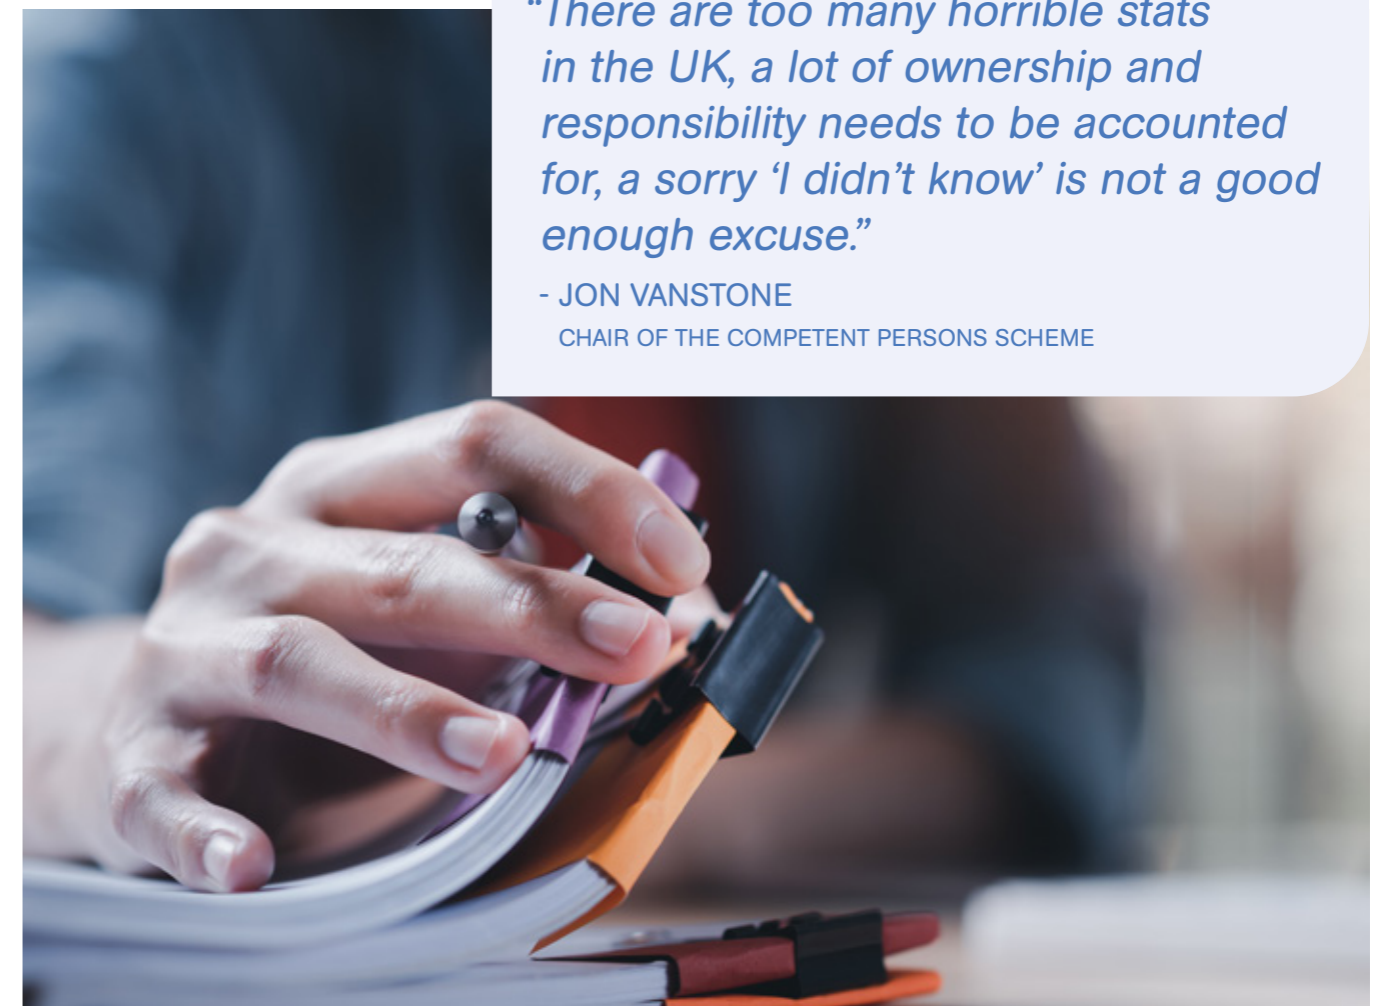 “There are too many horrible stats
in the UK, a lot of ownership and
responsibility needs to be accounted
for, a sorry ‘I didn’t know’ is not a good
enough excuse.”
- JON VANSTONE
CHAIR OF THE COMPETENT PERSONS SCHEME